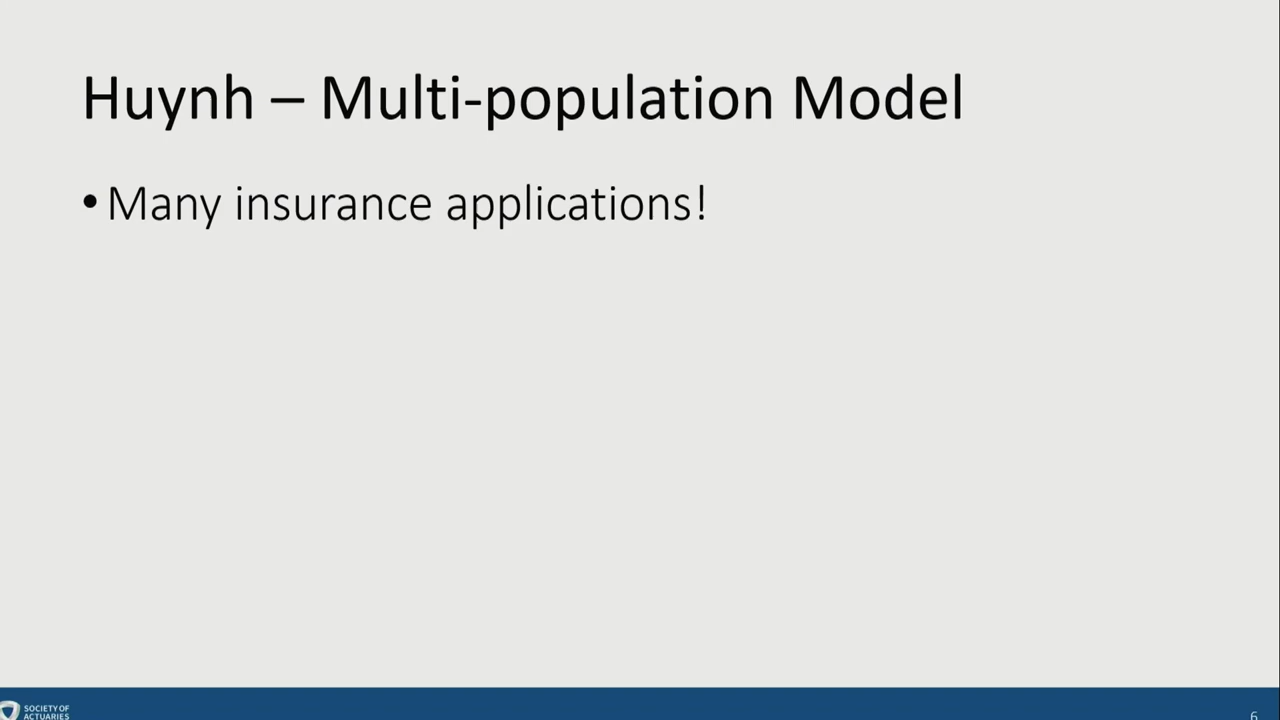 Huynh – Multi-population Model
• Many insurance applications!
SOCIETY OF
ACTUARIES
6